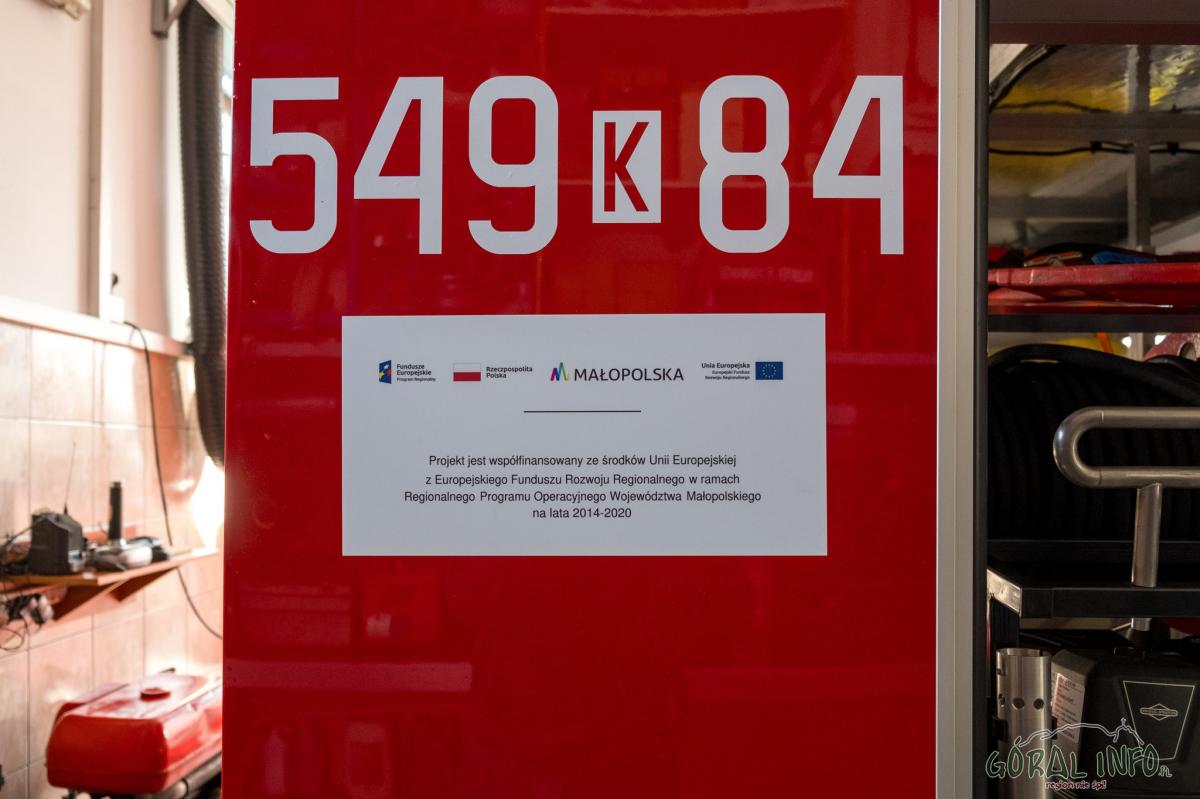 549 K 84
Fundusze
Europejskie
Program Regionalny
Rzeczpospolita
Polska
MAŁOPOLSKA
Unia Europejska
Europejski Fundusz
Rozwoju Regionalnego
Projekt jest współfinansowany ze środków Unii Europejskiej
z Europejskiego Funduszu Rozwoju Regionalnego w ramach
Regionalnego Programu Operacyjnego Województwa Małopolskiego
na lata 2014-2020
GÓRAL INFO.PL
region nie śpi!